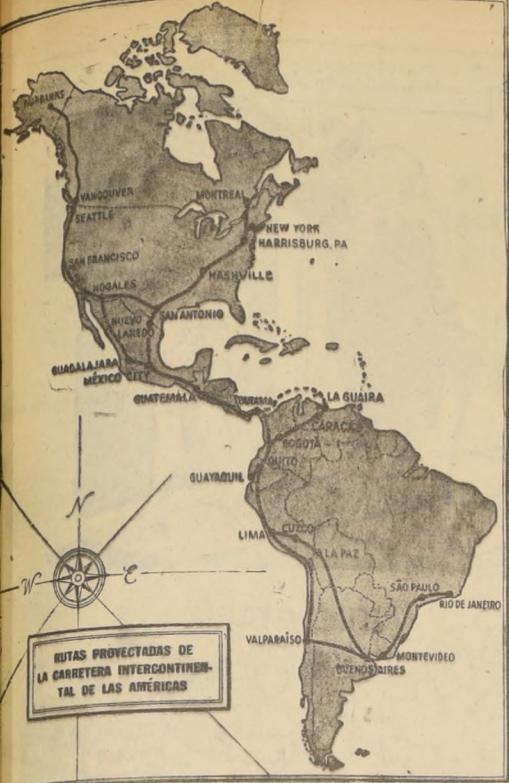 FAIRBANKS
VANCOUVER
MONTREAL
SEATTLE
NEW YORK
HARRISBURG, PA
SAN FRANCISCO
NASHVILLE
NOGALES
NUEVO
LAREDO
SAN ANTONIO
GUADALAJARA
MÉXICO CITY
GUATEMALA
PANAMA
LA GUAIRA
CARACAS
BOGOTÁ
QUITO
GUAYAQUIL
LIMA
CUZCO
LA PAZ
SÃO PAULO
RIO DE JANEIRO
VALPARAÍSO
MONTEVIDEO
BUENOS AIRES
N
W
E
RUTAS PROYECTADAS DE
LA CARRETERA INTERCONTINEN-
TAL DE LAS AMÉRICAS